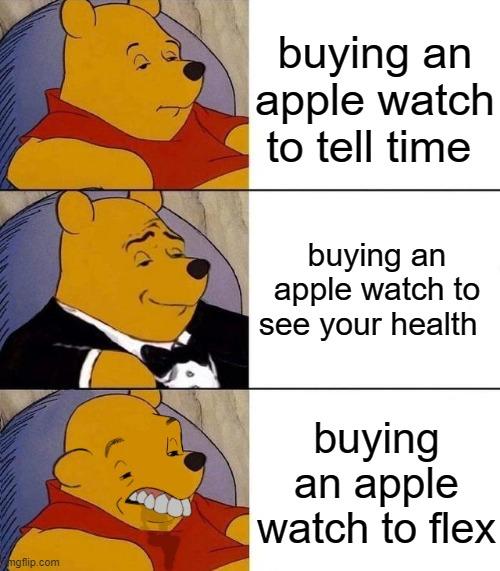 buying an
apple watch
to tell time
buying an
apple watch to
see your health
buying
an apple
watch to flex
imgflip.com